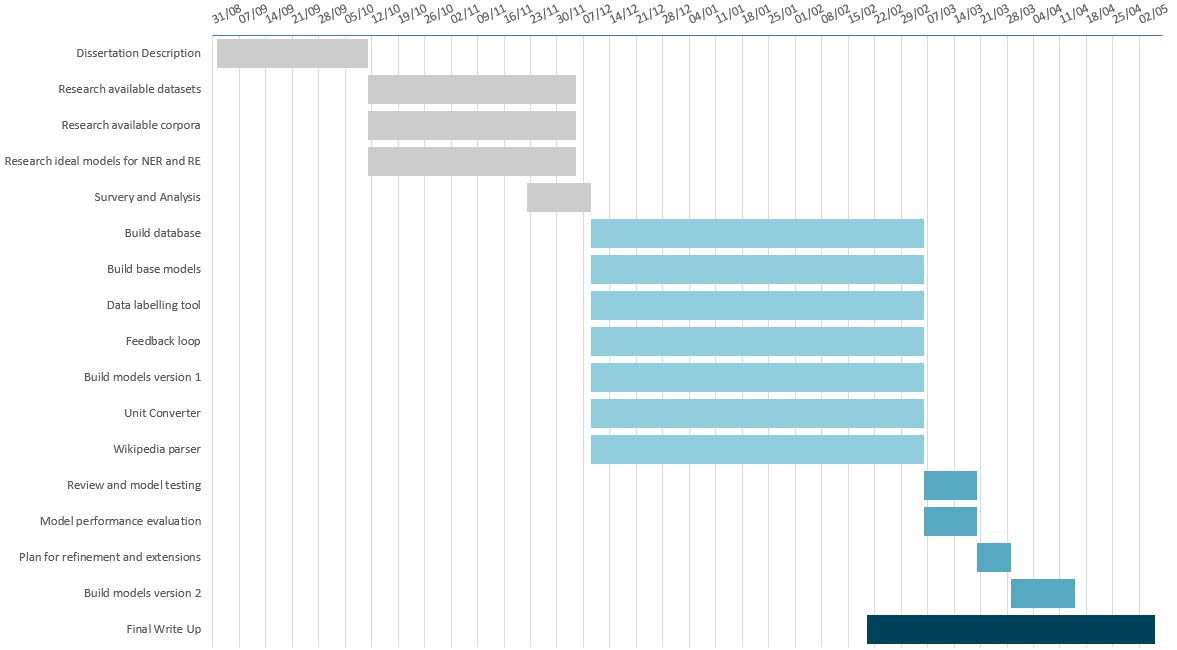 31/08 07/09 14/09 21/09 28/09 05/10 12/10 19/10 26/10 02/11 09/11 16/11 23/11 30/11 07/12 14/12 21/12 28/12 04/01 11/01 18/01 25/01 01/02 08/02 15/02 22/02 29/02 07/03 14/03 21/03 28/03 04/04 11/04 18/04 25/04 02/05
Dissertation Description
Research available datasets
Research available corpora
Research ideal models for NER and RE
Survery and Analysis
Build database
Build base models
Data labelling tool
Feedback loop
Build models version 1
Unit Converter
Wikipedia parser
Review and model testing
Model performance evaluation
Plan for refinement and extensions
Build models version 2
Final Write Up